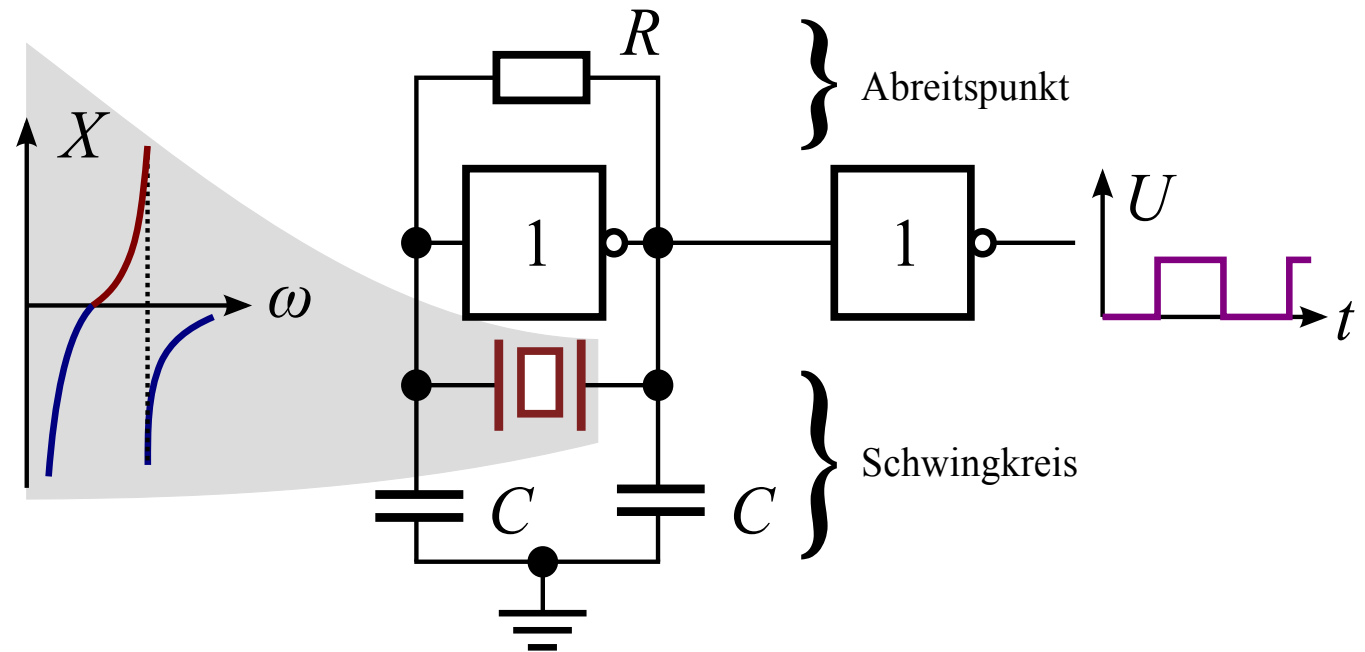 R
Abreitspunkt
X
1
1
U
ω
t
Schwingkreis
C
C